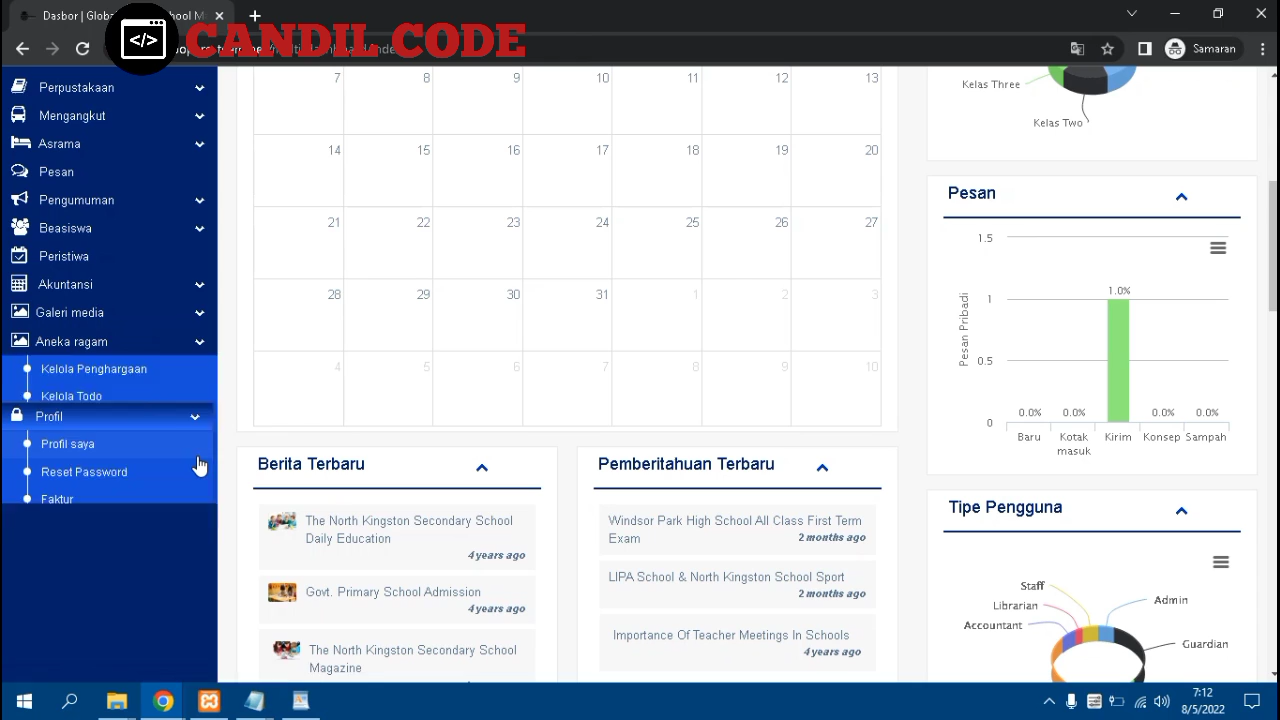 Dasbor | Globa
School M
CANDIL CODE
Samaran
Perpustakaan
Mengangkut
Asrama
Pesan
Pengumuman
Beasiswa
Peristiwa
Akuntansi
Galeri media
Aneka ragam
Kelola Penghargaan
Kelola Todo
Profil
Profil saya
Reset Password
Faktur
7 8 9 10 11 12 13
14 15 16 17 18 19 20
21 22 23 24 25 26 27
28 29 30 31 1 2 3
4 5 6 7 8 9 10
Berita Terbaru
The North Kingston Secondary School
Daily Education
4 years ago
Govt. Primary School Admission
4 years ago
The North Kingston Secondary School
Magazine
Pemberitahuan Terbaru
Windsor Park High School All Class First Term
Exam
2 months ago
LIPA School & North Kingston School Sport
2 months ago
Importance Of Teacher Meetings In Schools
4 years ago
Kelas Three
Kelas Two
Pesan
1.5
1.0%
1
Pesan Pribadi
0.5
0.0% 0.0% 0.0% 0.0%
0
Baru Kotak masuk Kirim Konsep Sampah
Tipe Pengguna
Staff
Admin
Librarian
Accountant
Guardian
7:12
8/5/2022